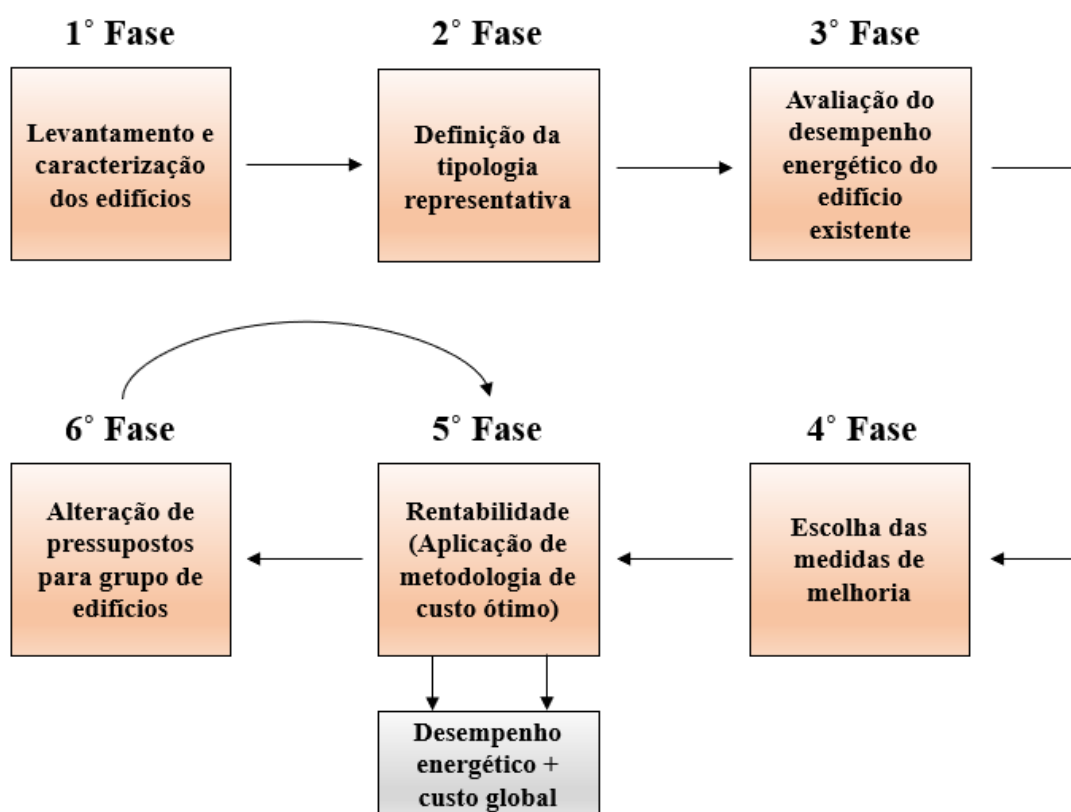 1° Fase
Levantamento e
caracterização
dos edifícios
2° Fase
Definição da
tipologia
representativa
3° Fase
Avaliação do
desempenho
energético do
edifício
existente
4° Fase
Escolha das
medidas de
melhoria
5° Fase
Rentabilidade
(Aplicação de
metodologia de
custo ótimo)
Desempenho
energético +
custo global
6° Fase
Alteração de
pressupostos
para grupo de
edifícios